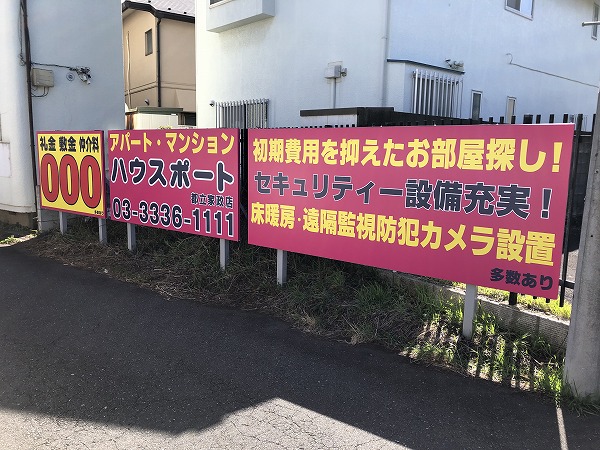 礼金 敷金 仲介料
000
アパート・マンション
ハウスポート
都立家政店
03-3336-1111
初期費用を抑えたお部屋探し!
セキュリティー設備充実!
床暖房・遠隔監視防犯カメラ設置
多数あり